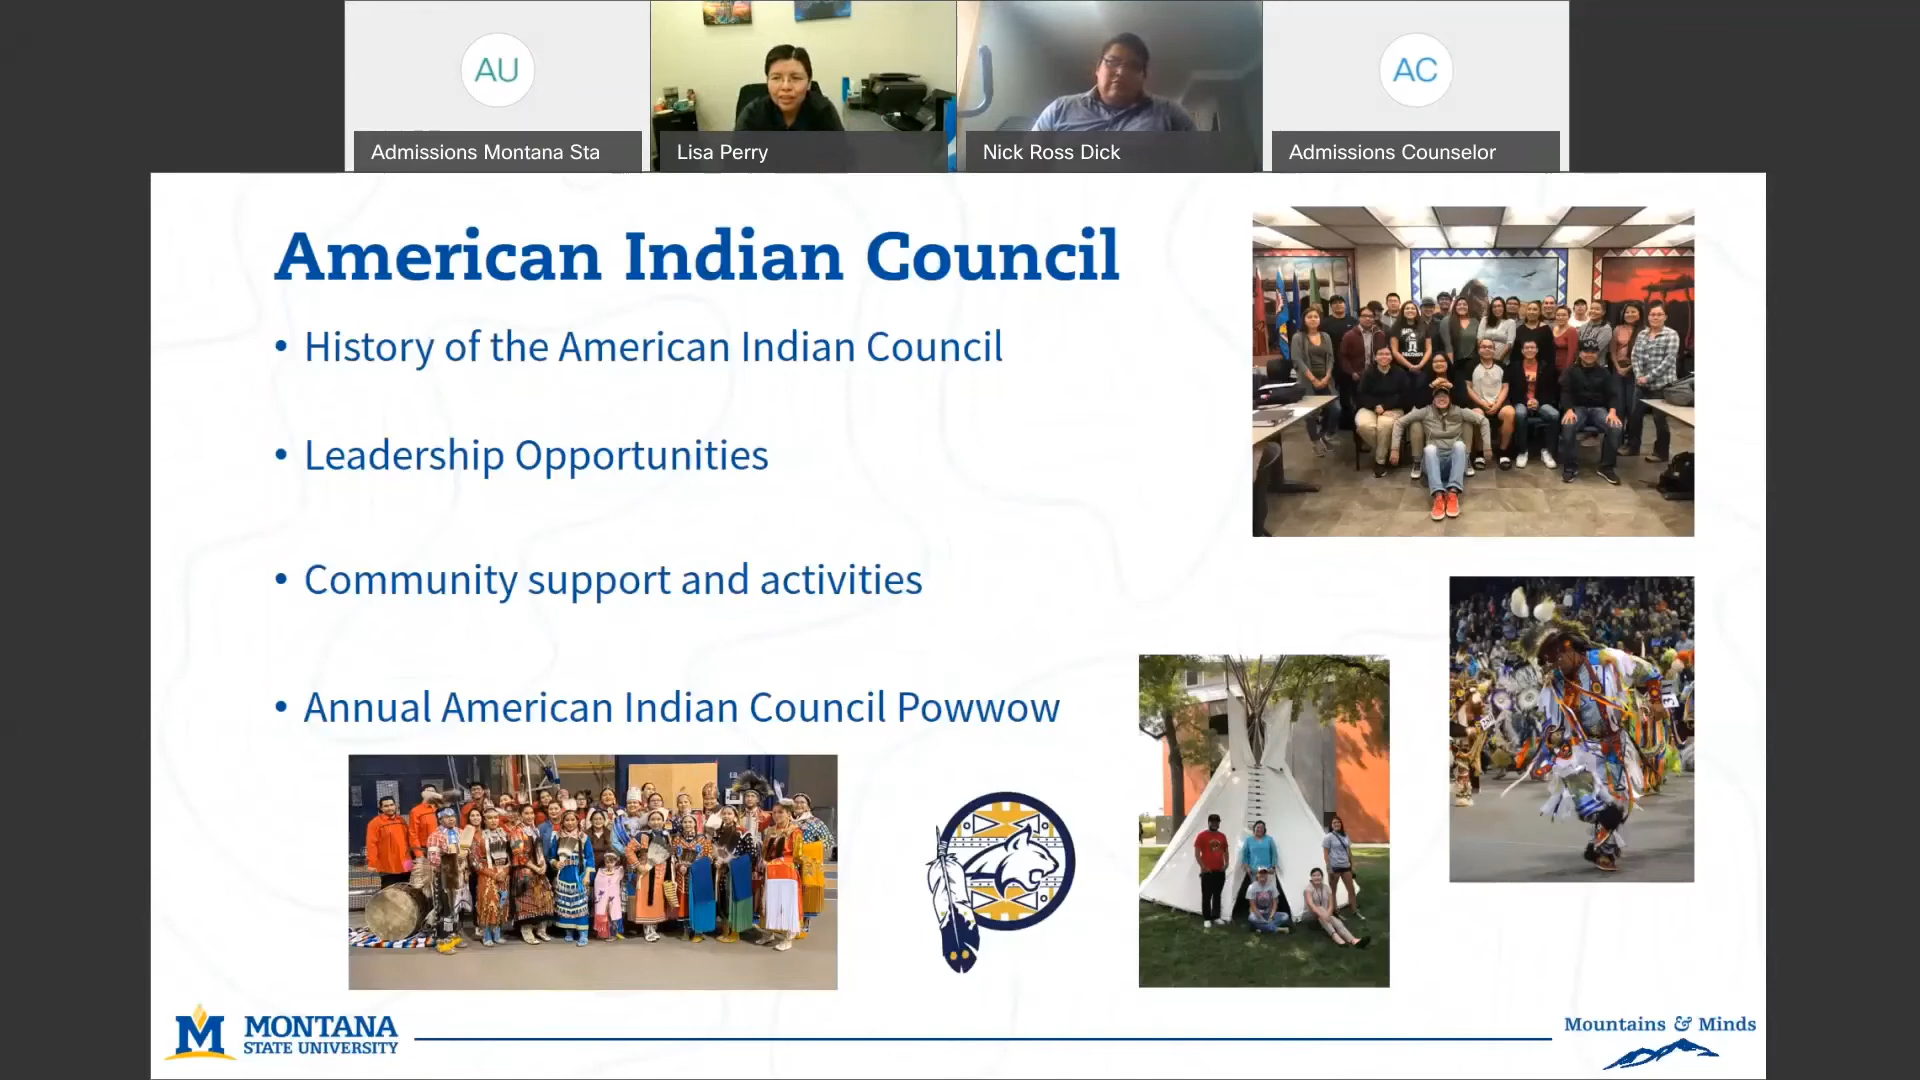 AU
AC
Admissions Montana Sta
Lisa Perry
Nick Ross Dick
Admissions Counselor
American Indian Council
• History of the American Indian Council
• Leadership Opportunities
• Community support and activities
• Annual American Indian Council Powwow
M MONTANA
STATE UNIVERSITY
Mountains & Minds